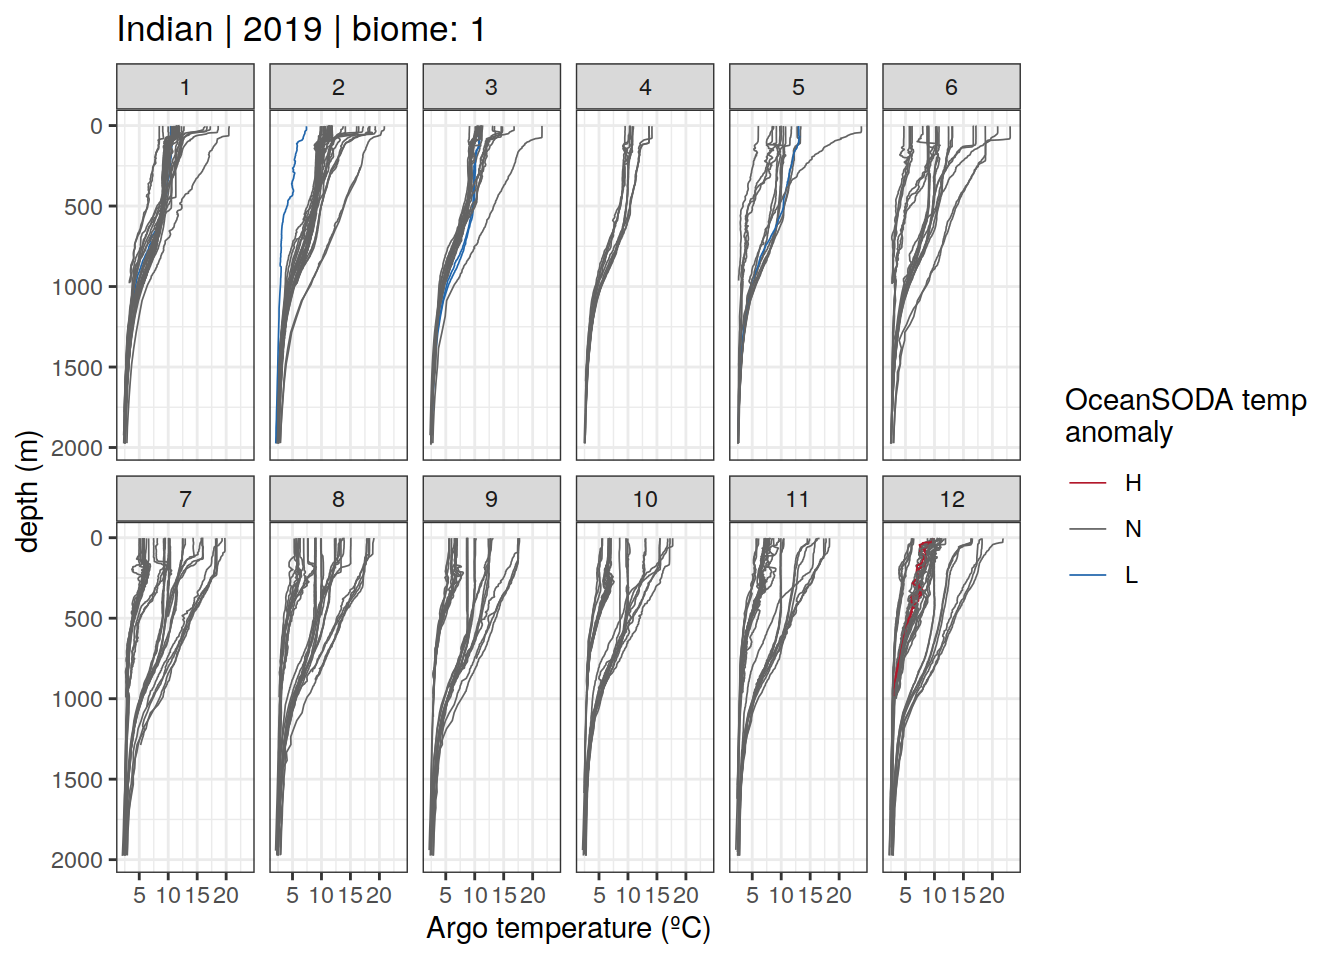 Indian | 2019 | biome: 1
1 2 3 4 5 6
0
500
1000
1500
2000
7 8 9 10 11 12
0
500
1000
1500
2000
5 10 15 20 5 10 15 20 5 10 15 20 5 10 15 20 5 10 15 20 5 10 15 20
Argo temperature (ºC)
depth (m)
OceanSODA temp
anomaly
H
N
L